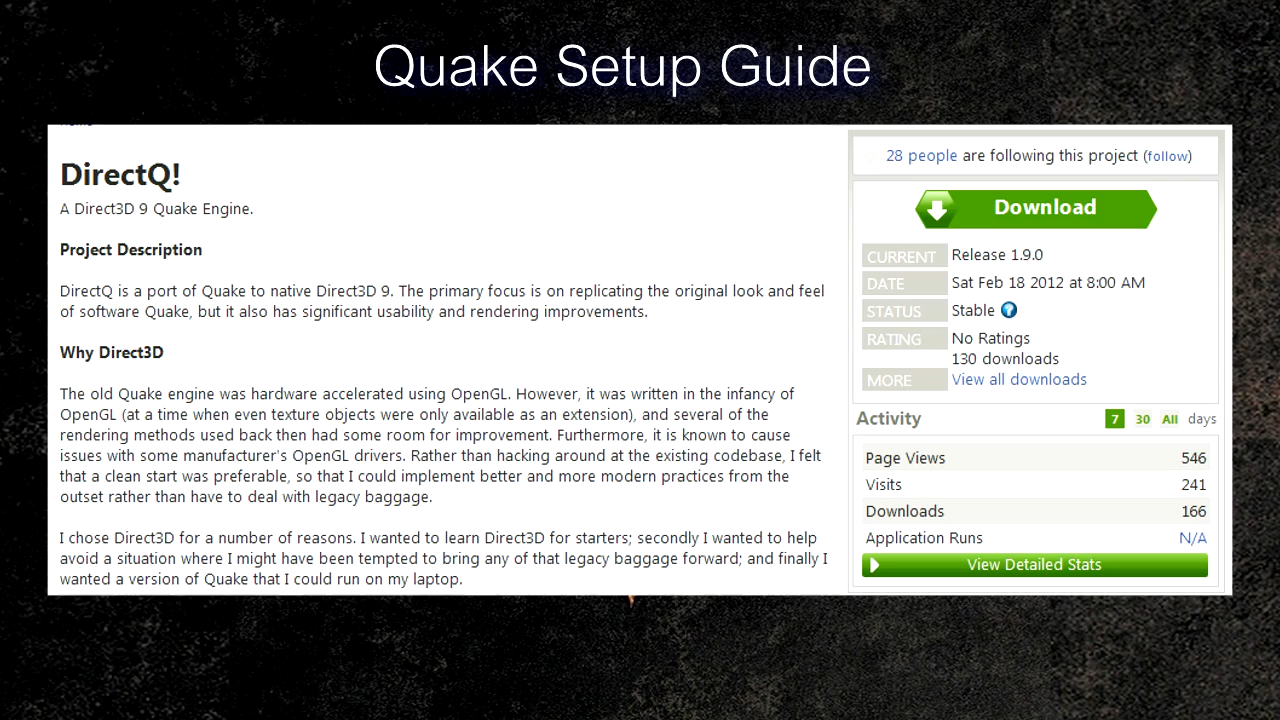 Quake Setup Guide
DirectQ!
A Direct3D 9 Quake Engine.
Project Description
DirectQ is a port of Quake to native Direct3D 9. The primary focus is on replicating the original look and feel
of software Quake, but it also has significant usability and rendering improvements.
Why Direct3D
The old Quake engine was hardware accelerated using OpenGL. However, it was written in the infancy of
OpenGL (at a time when even texture objects were only available as an extension), and several of the
rendering methods used back then had some room for improvement. Furthermore, it is known to cause
issues with some manufacturer's OpenGL drivers. Rather than hacking around at the existing codebase, I felt
that a clean start was preferable, so that I could implement better and more modern practices from the
outset rather than have to deal with legacy baggage.
I chose Direct3D for a number of reasons. I wanted to learn Direct3D for starters; secondly I wanted to help
avoid a situation where I might have been tempted to bring any of that legacy baggage forward; and finally I
wanted a version of Quake that I could run on my laptop.
28 people are following this project (follow)
Download
CURRENT Release 1.9.0
DATE Sat Feb 18 2012 at 8:00 AM
STATUS Stable
RATING No Ratings
130 downloads
MORE View all downloads
Activity 7 30 All days
Page Views 546
Visits 241
Downloads 166
Application Runs N/A
View Detailed Stats